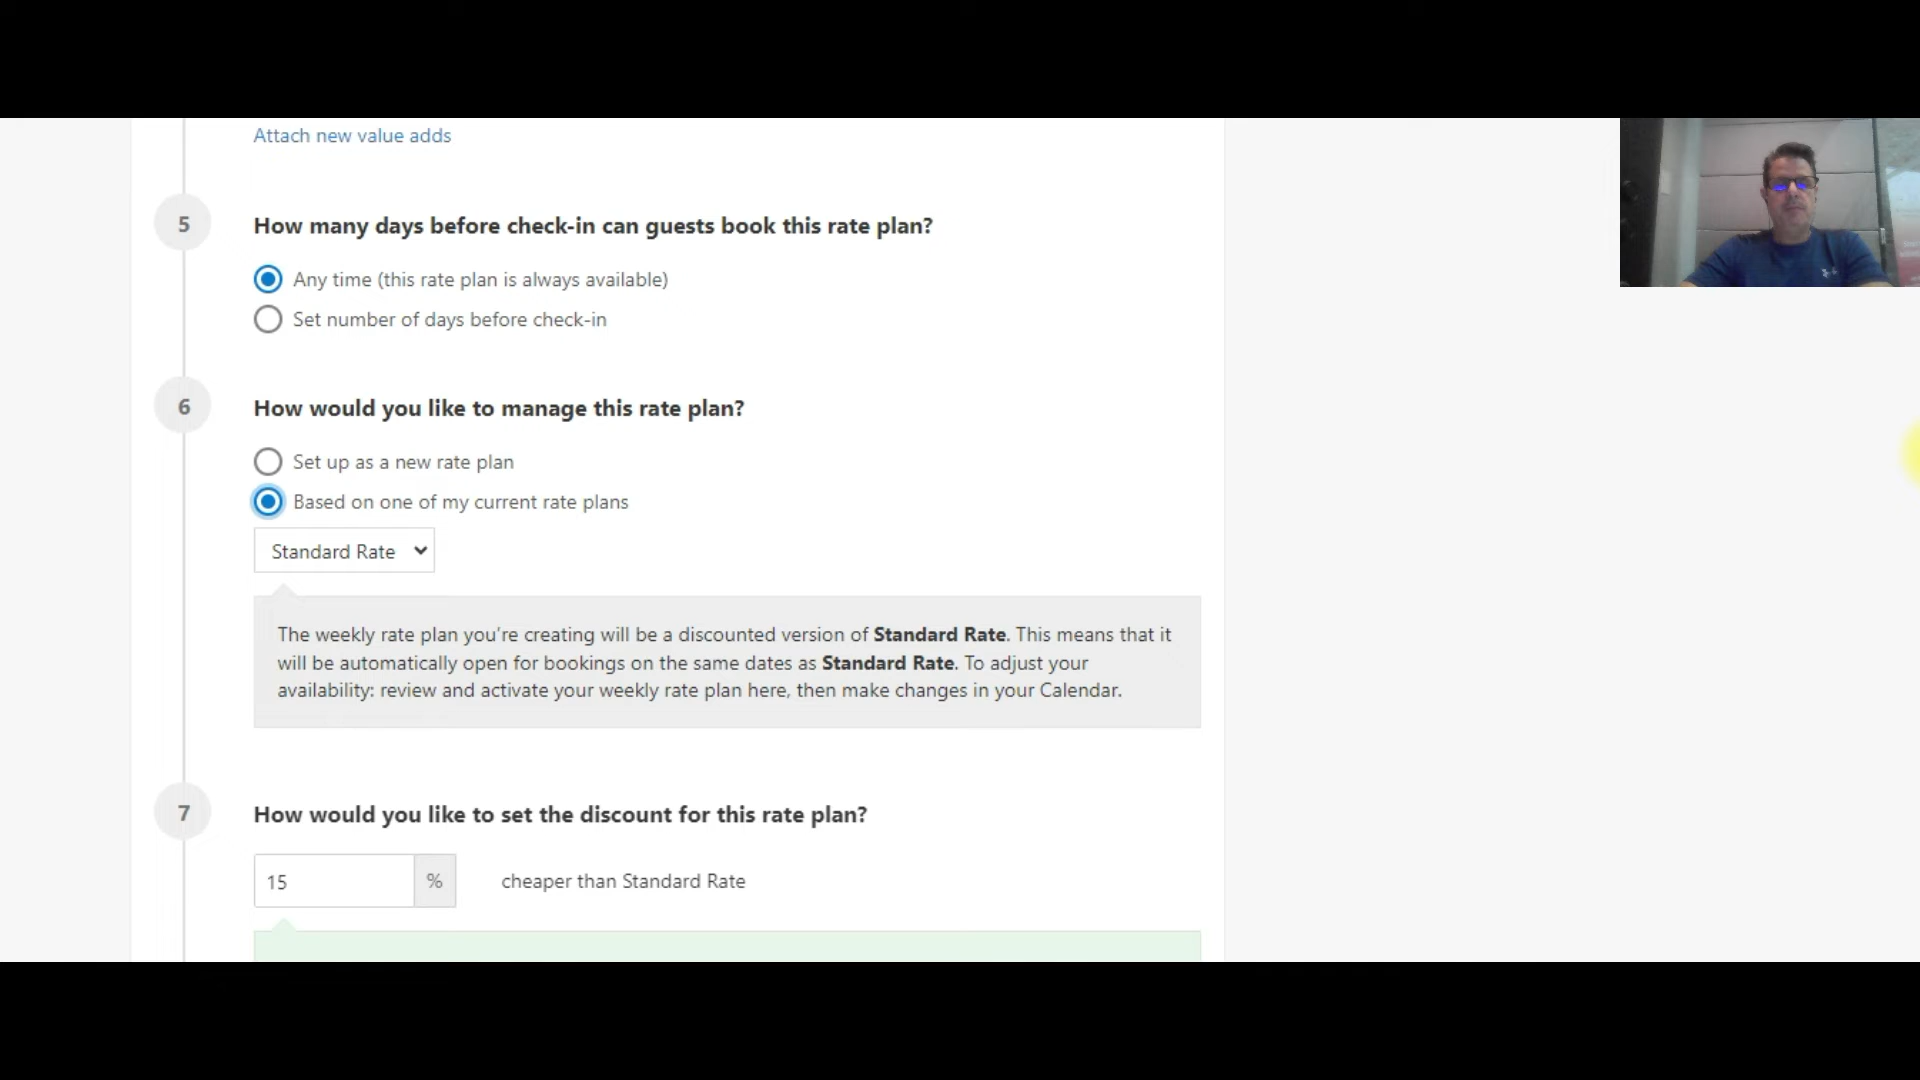 Attach new value adds
5
How many days before check-in can guests book this rate plan?
Any time (this rate plan is always available)
Set number of days before check-in
6
How would you like to manage this rate plan?
Set up as a new rate plan
Based on one of my current rate plans
Standard Rate
The weekly rate plan you're creating will be a discounted version of Standard Rate. This means that it
will be automatically open for bookings on the same dates as Standard Rate. To adjust your
availability: review and activate your weekly rate plan here, then make changes in your Calendar.
7
How would you like to set the discount for this rate plan?
15 % cheaper than Standard Rate